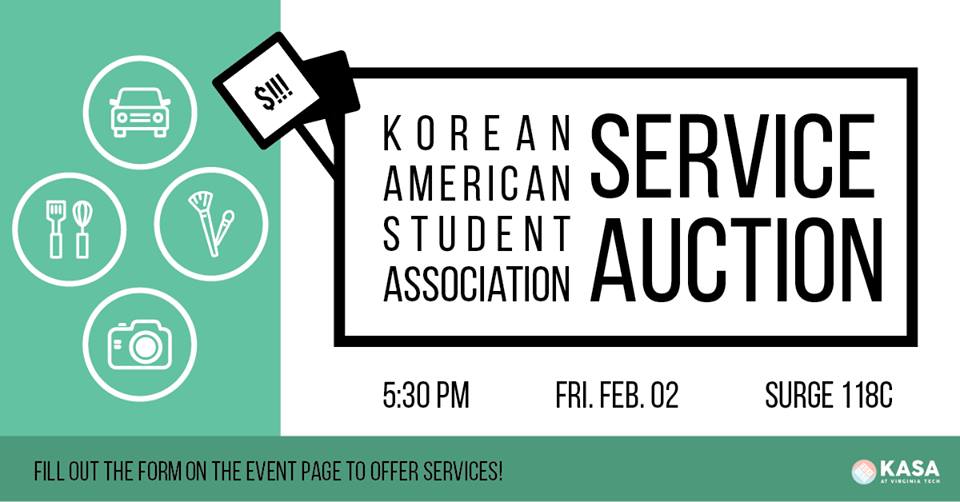 $!!!
KOREAN
AMERICAN
STUDENT
ASSOCIATION
SERVICE
AUCTION
5:30 PM FRI. FEB. 02 SURGE 118C
FILL OUT THE FORM ON THE EVENT PAGE TO OFFER SERVICES!
KASA
AT VIRGINIA TECH